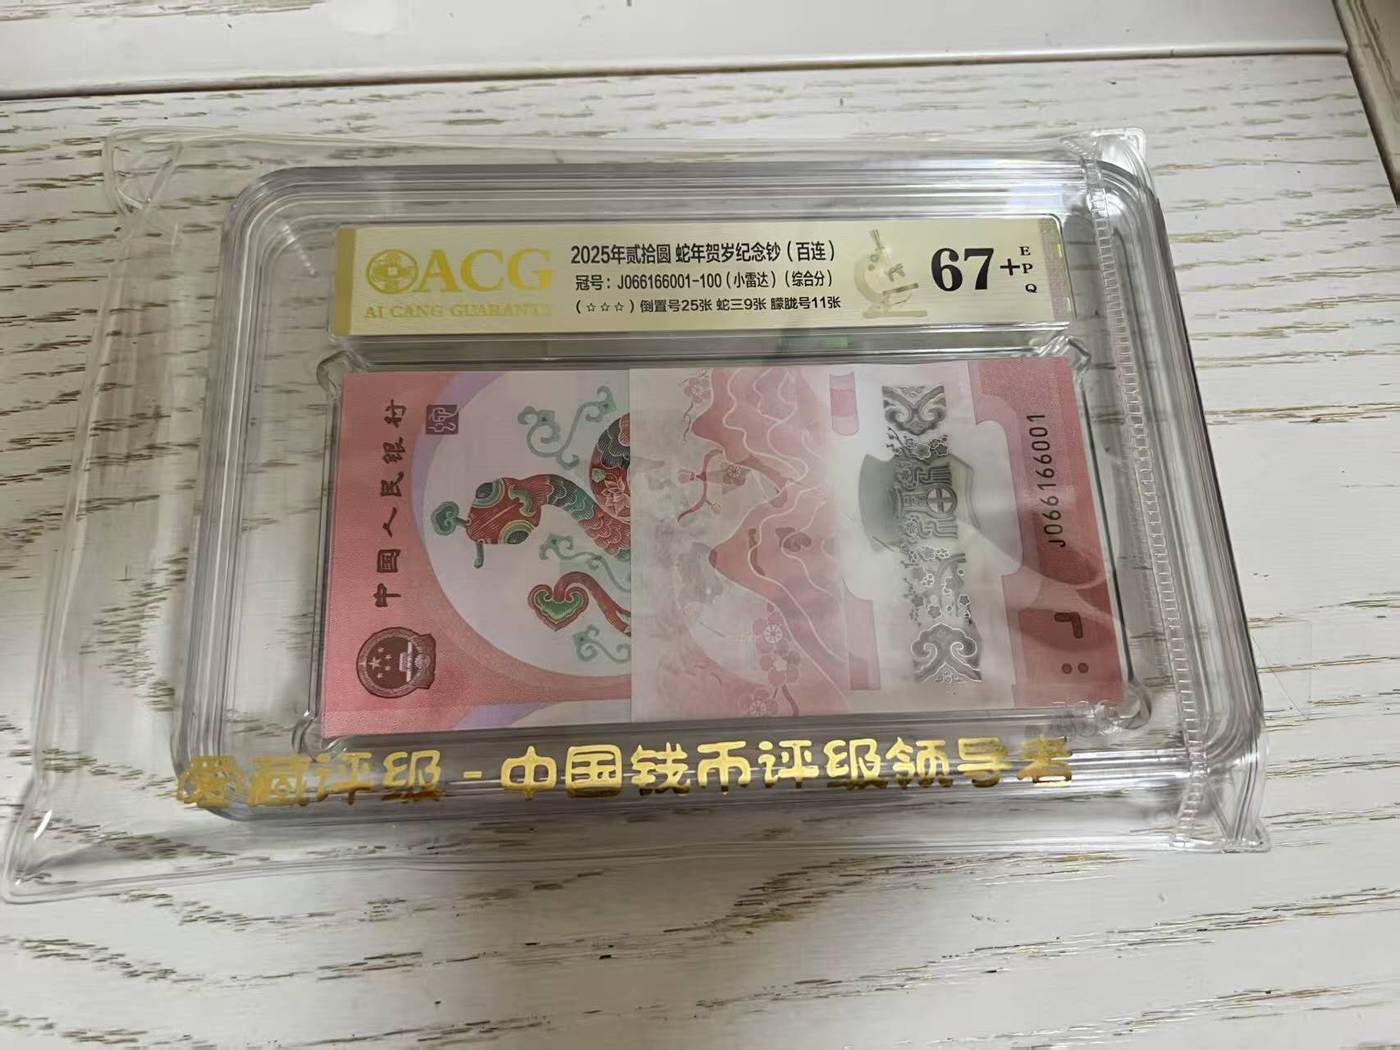 ACG
AI CANG GUARANTY
2025年贰拾圆 蛇年贺岁纪念钞（百连）
冠号：J066166001-100（小雷达）（综合分）
（☆☆☆）倒置号25张 蛇三9张 朦胧号11张
67+
EPQ
中国人民银行
J066166001
爱藏评级-中国钱币评级领导者